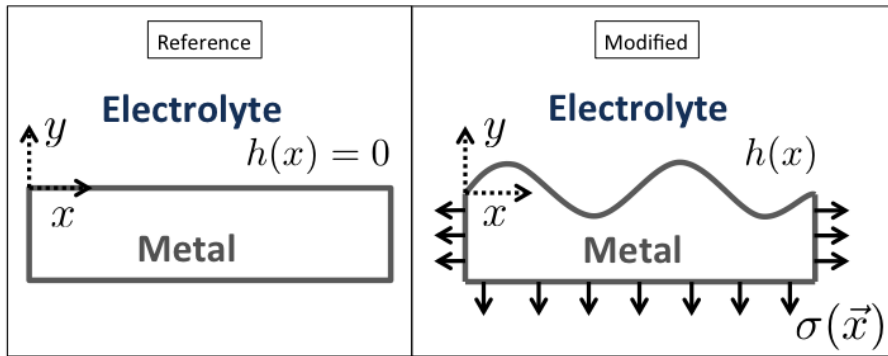 Reference
Electrolyte
y
h(x) = 0
x
Metal
Modified
Electrolyte
y
h(x)
x
Metal
σ(x⃗)